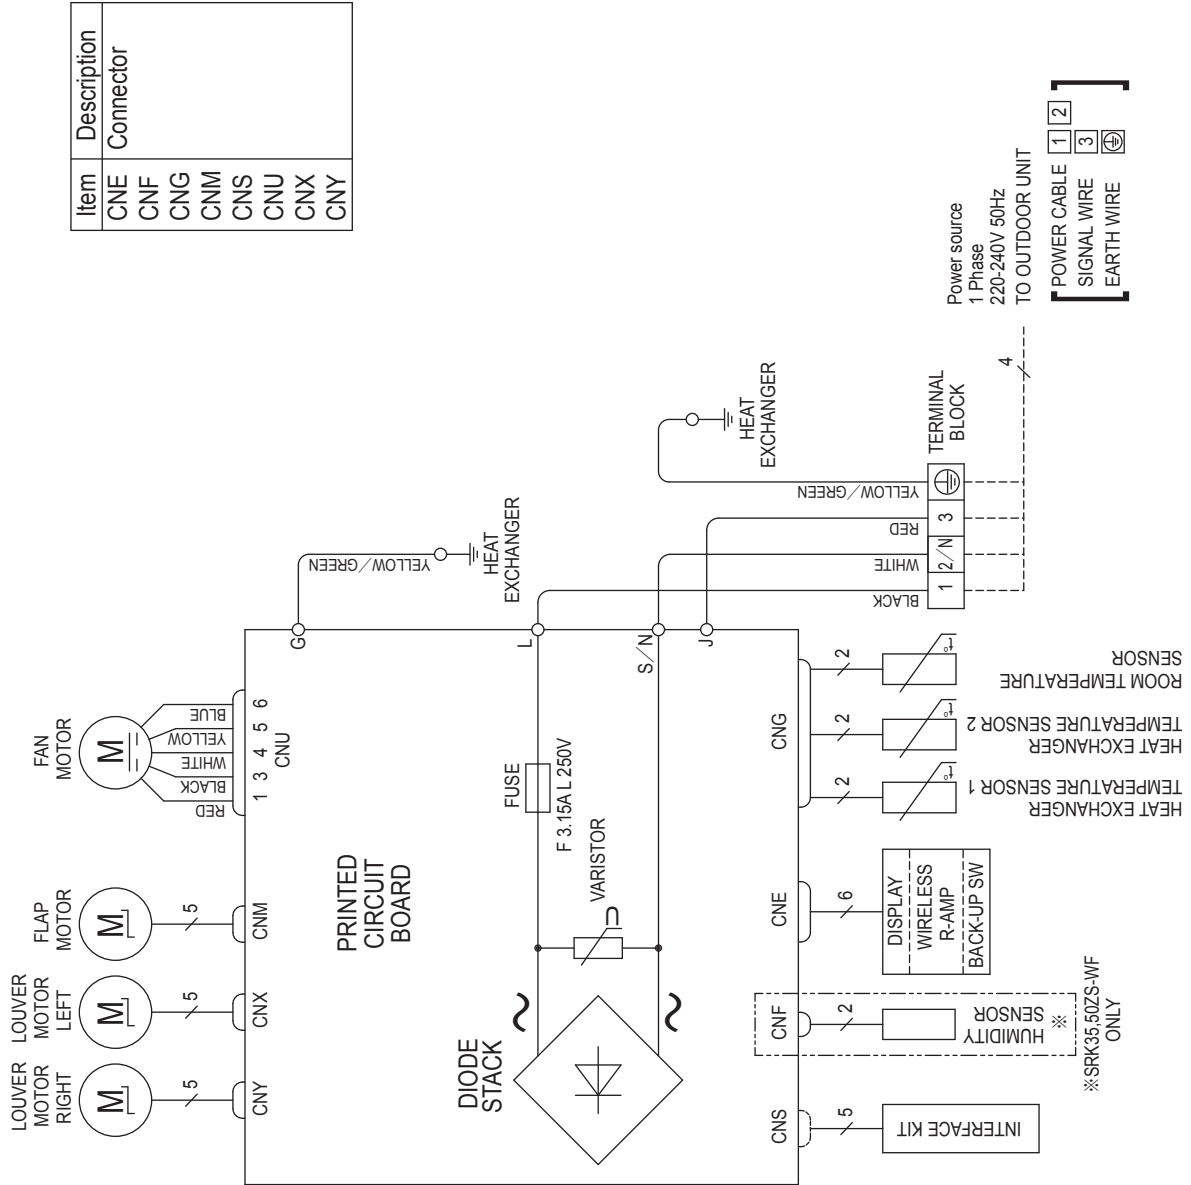 Item Description
CNE Connector
CNF
CNG
CNM
CNS
CNU
CNX
CNY
FAN
MOTOR
FLAP
MOTOR
LOUVER
MOTOR
LEFT
LOUVER
MOTOR
RIGHT
M
M
M
M
RED
BLACK
WHITE
YELLOW
BLUE
1 3 4 5 6
CNU
5
CNM
5
CNX
5
CNY
PRINTED
CIRCUIT
BOARD
DIODE
STACK
FUSE
F 3.15A L 250V
VARISTOR
~
~
G
L
S/N
J
YELLOW/GREEN
HEAT
EXCHANGER
YELLOW/GREEN
HEAT
EXCHANGER
RED
WHITE
BLACK
1 2/N 3
TERMINAL
BLOCK
4
Power source
1 Phase
220-240V 50Hz
TO OUTDOOR UNIT
POWER CABLE 1 2
SIGNAL WIRE 3
EARTH WIRE
CNG
2
2
2
t°
t°
t°
ROOM TEMPERATURE
SENSOR
HEAT EXCHANGER
TEMPERATURE SENSOR 2
HEAT EXCHANGER
TEMPERATURE SENSOR 1
CNE
6
DISPLAY
WIRELESS
R-AMP
BACK-UP SW
CNF
2
HUMIDITY
SENSOR
※
※SRK35,50ZS-WF
ONLY
CNS
5
INTERFACE KIT